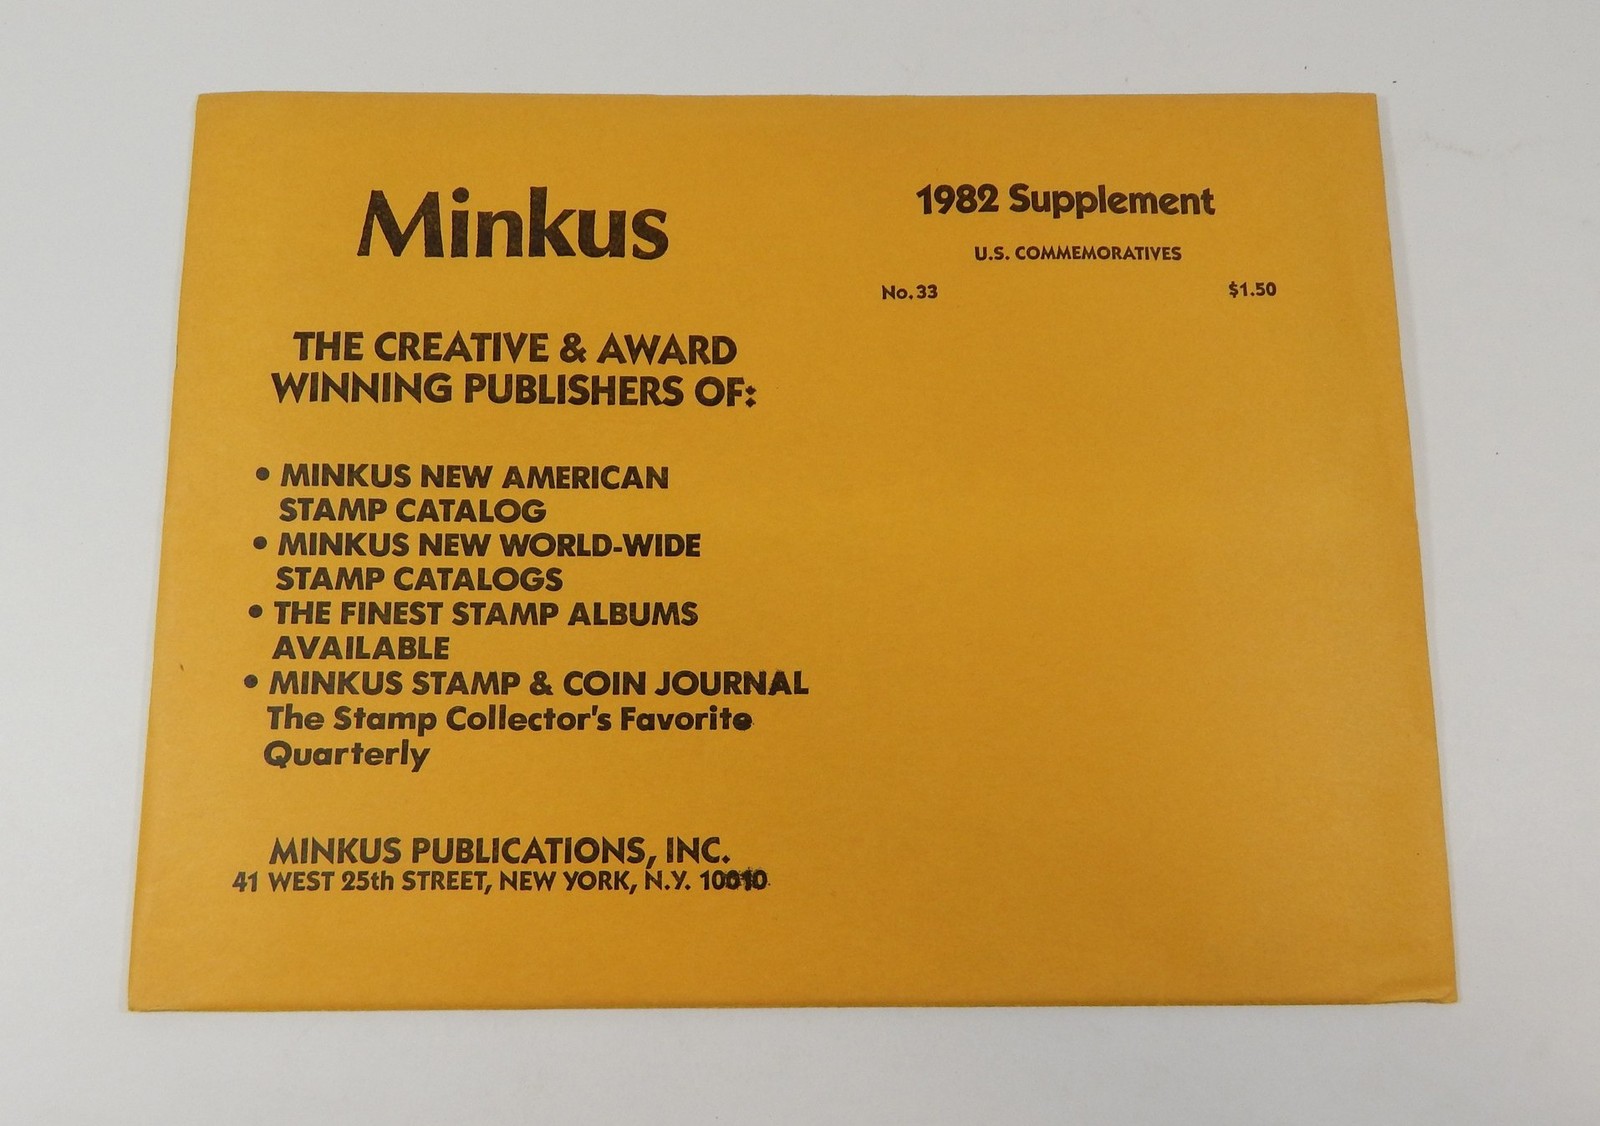 Minkus
THE CREATIVE & AWARD
WINNING PUBLISHERS OF:
• MINKUS NEW AMERICAN
STAMP CATALOG
• MINKUS NEW WORLD-WIDE
STAMP CATALOGS
• THE FINEST STAMP ALBUMS
AVAILABLE
• MINKUS STAMP & COIN JOURNAL
The Stamp Collector's Favorite
Quarterly
MINKUS PUBLICATIONS, INC.
41 WEST 25th STREET, NEW YORK, N.Y. 10010
1982 Supplement
U.S. COMMEMORATIVES
No. 33 $1.50